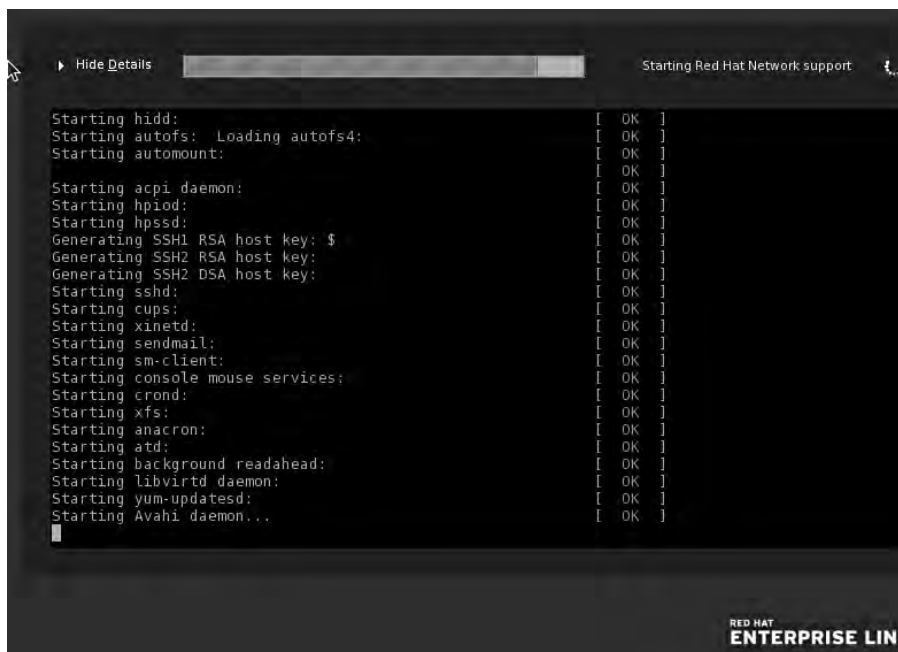 Hide Details
Starting Red Hat Network support
Starting hidd: [ OK ]
Starting autofs: Loading autofs4: [ OK ]
Starting automount: [ OK ]
[ OK ]
Starting acpi daemon: [ OK ]
Starting hpiod: [ OK ]
Starting hpssd: [ OK ]
Generating SSH1 RSA host key: $ [ OK ]
Generating SSH2 RSA host key: [ OK ]
Generating SSH2 DSA host key: [ OK ]
Starting sshd: [ OK ]
Starting cups: [ OK ]
Starting xinetd: [ OK ]
Starting sendmail: [ OK ]
Starting sm-client: [ OK ]
Starting console mouse services: [ OK ]
Starting crond: [ OK ]
Starting xfs: [ OK ]
Starting anacron: [ OK ]
Starting atd: [ OK ]
Starting background readahead: [ OK ]
Starting libvirtd daemon: [ OK ]
Starting yum-updatesd: [ OK ]
Starting Avahi daemon... [ OK ]
RED HAT
ENTERPRISE LIN